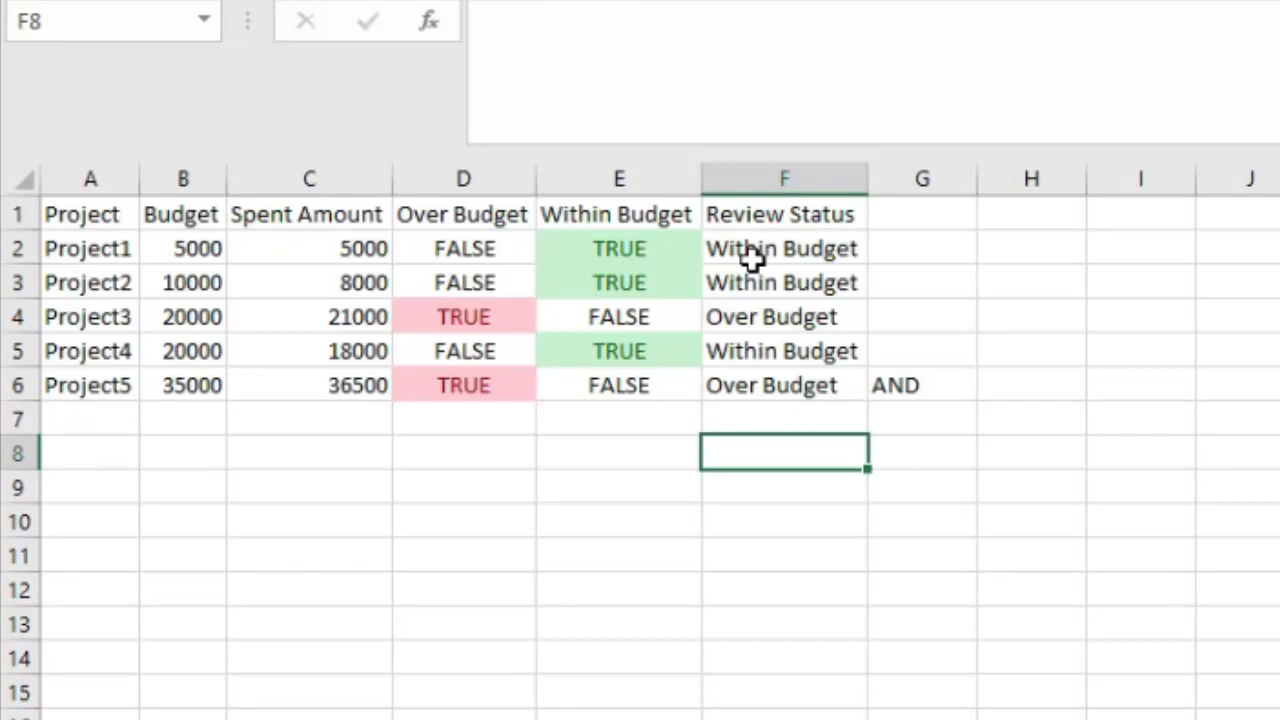 F8 fx
A B C D E F G H I J
1 Project Budget Spent Amount Over Budget Within Budget Review Status
2 Project1 5000 5000 FALSE TRUE Within Budget
3 Project2 10000 8000 FALSE TRUE Within Budget
4 Project3 20000 21000 TRUE FALSE Over Budget
5 Project4 20000 18000 FALSE TRUE Within Budget
6 Project5 35000 36500 TRUE FALSE Over Budget AND
7
8
9
10
11
12
13
14
15